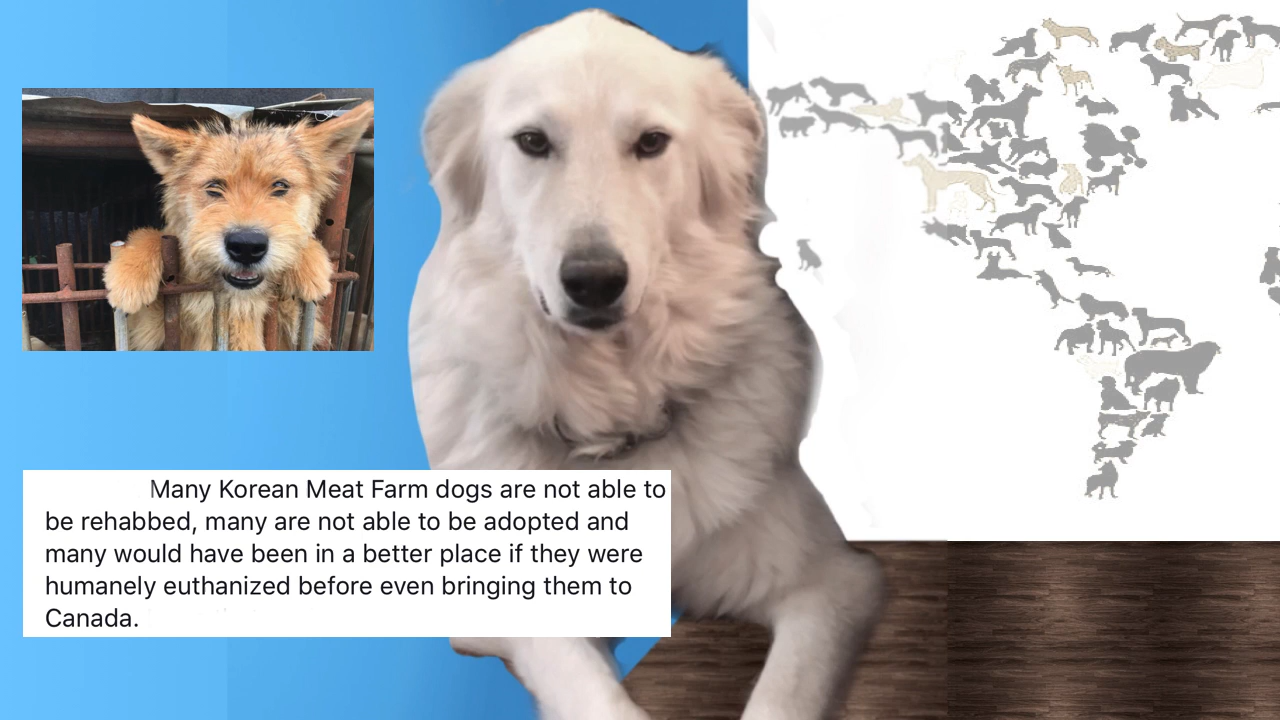 Many Korean Meat Farm dogs are not able to
be rehabbed, many are not able to be adopted and
many would have been in a better place if they were
humanely euthanized before even bringing them to
Canada.